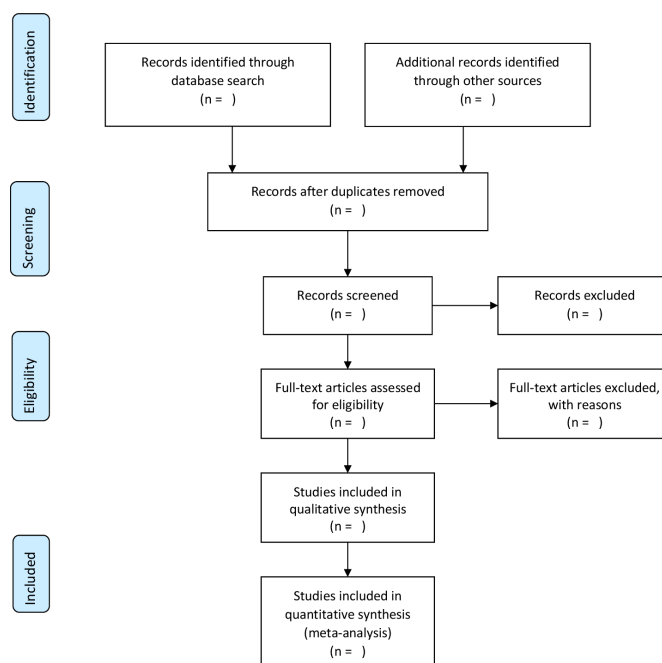 Identification
Records identified through
database search
(n =   )
Additional records identified
through other sources
(n =   )
Screening
Records after duplicates removed
(n =   )
Records screened
(n =   )
Records excluded
(n =   )
Eligibility
Full-text articles assessed
for eligibility
(n =   )
Full-text articles excluded,
with reasons
(n =   )
Studies included in
qualitative synthesis
(n =   )
Included
Studies included in
quantitative synthesis
(meta-analysis)
(n =   )